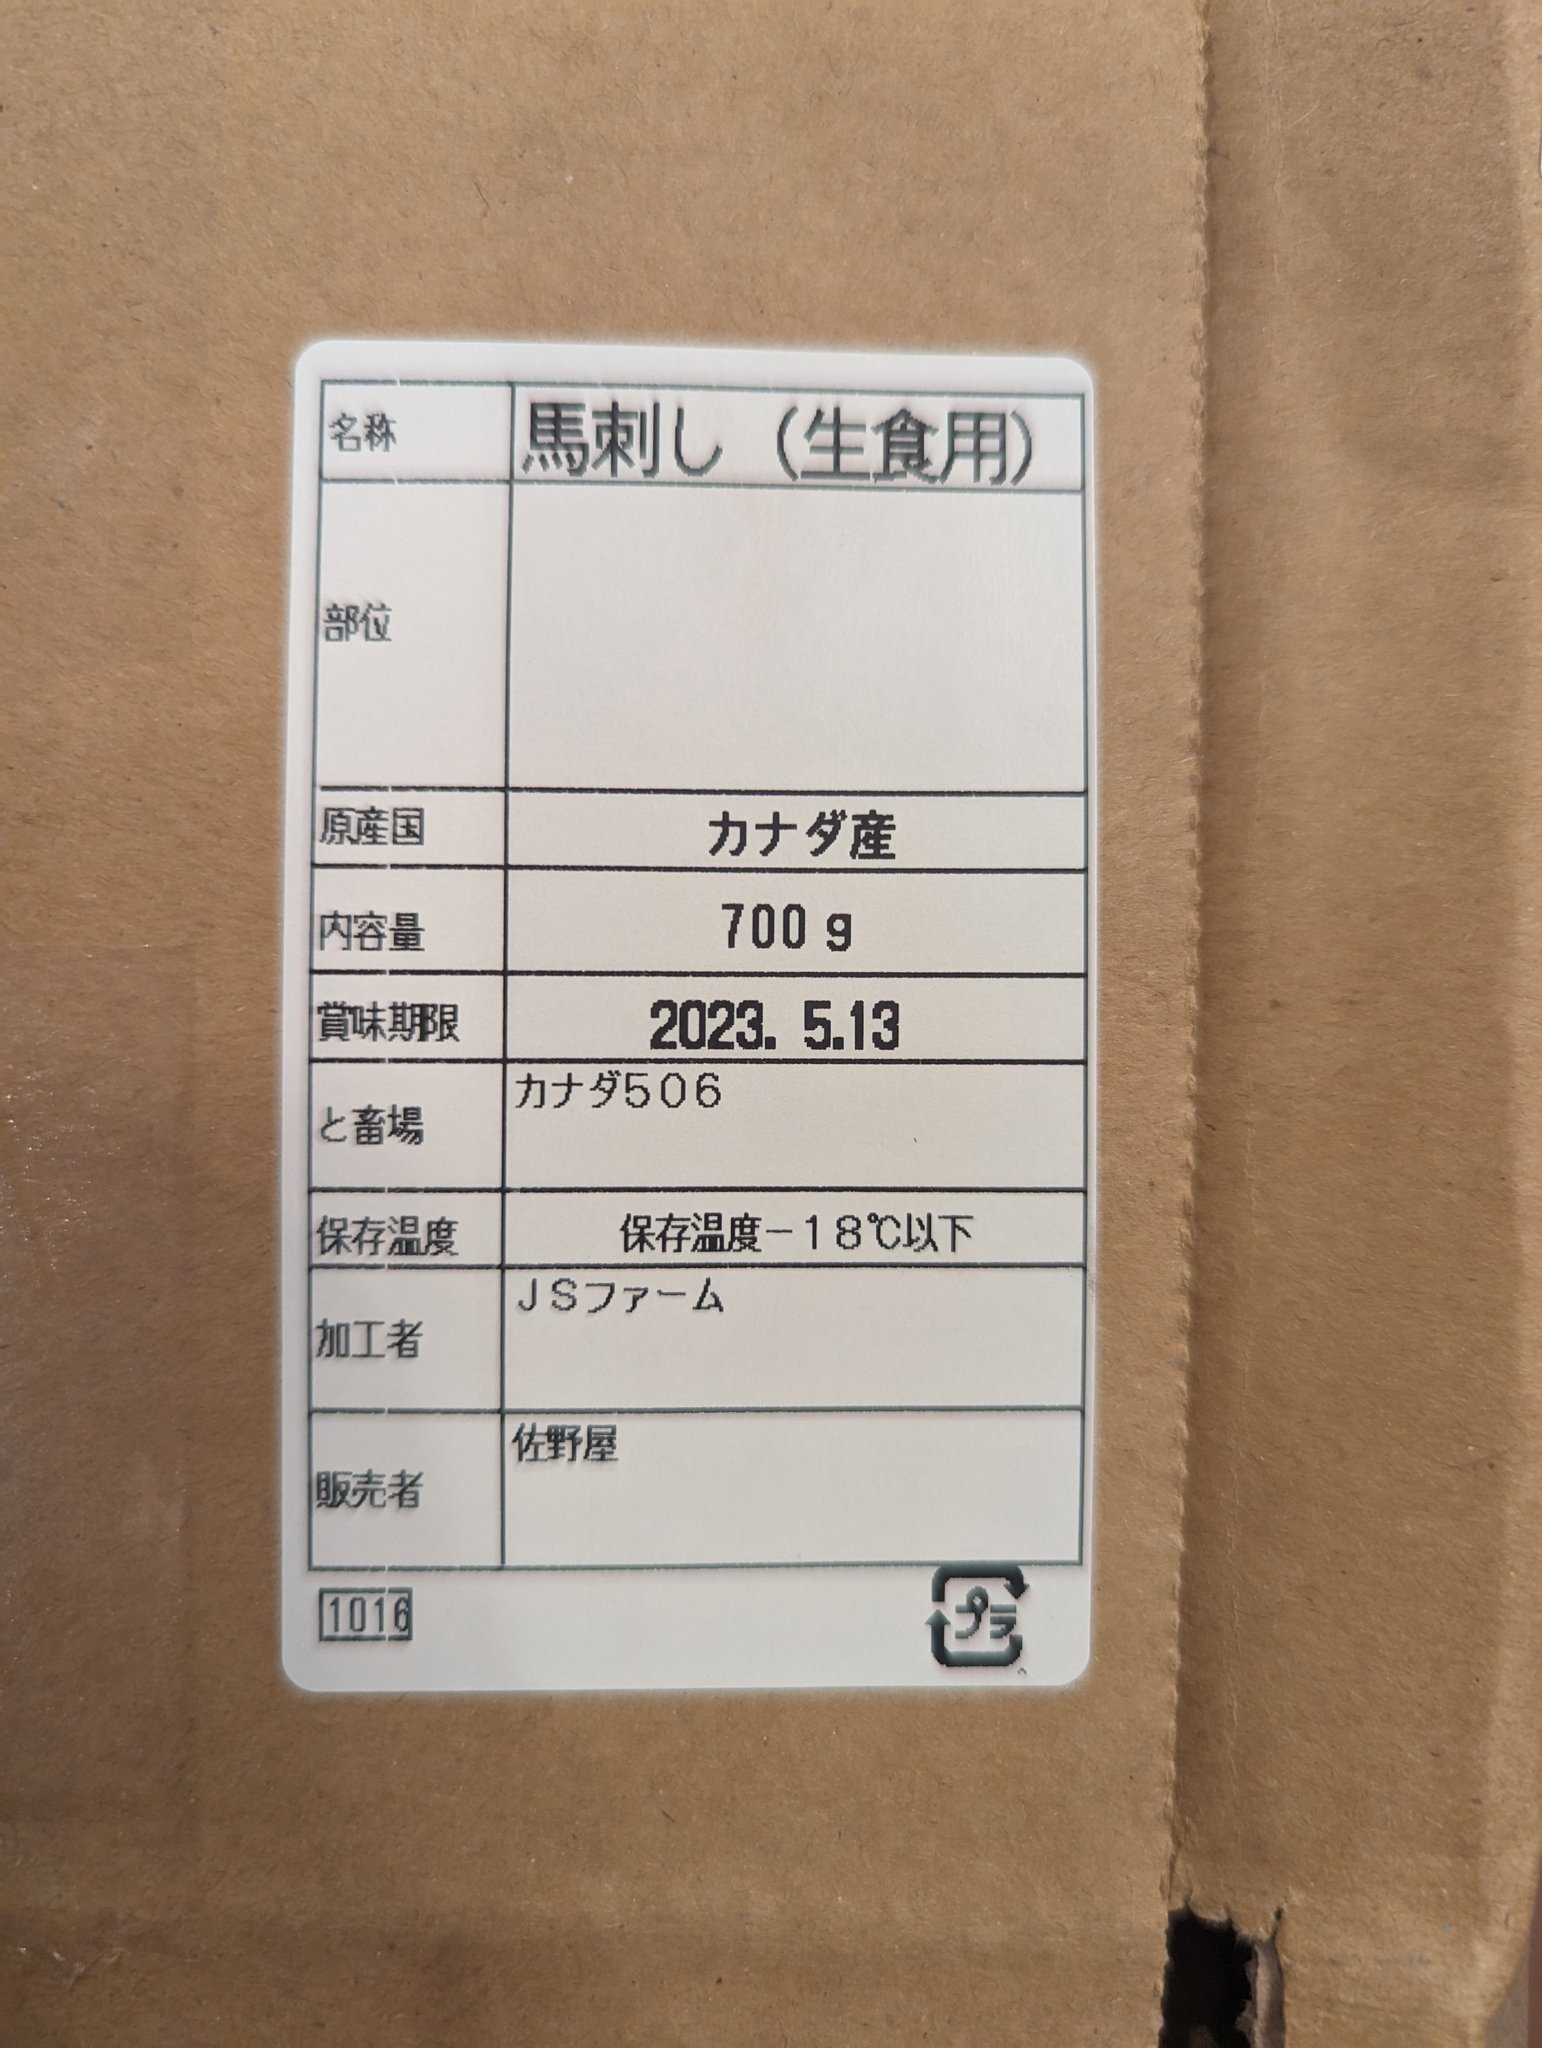 名称 馬刺し（生食用）
部位
原産国 カナダ産
内容量 700 g
賞味期限 2023. 5.13
と畜場 カナダ506
保存温度 保存温度－18℃以下
加工者 JSファーム
販売者 佐野屋
1016
プラ